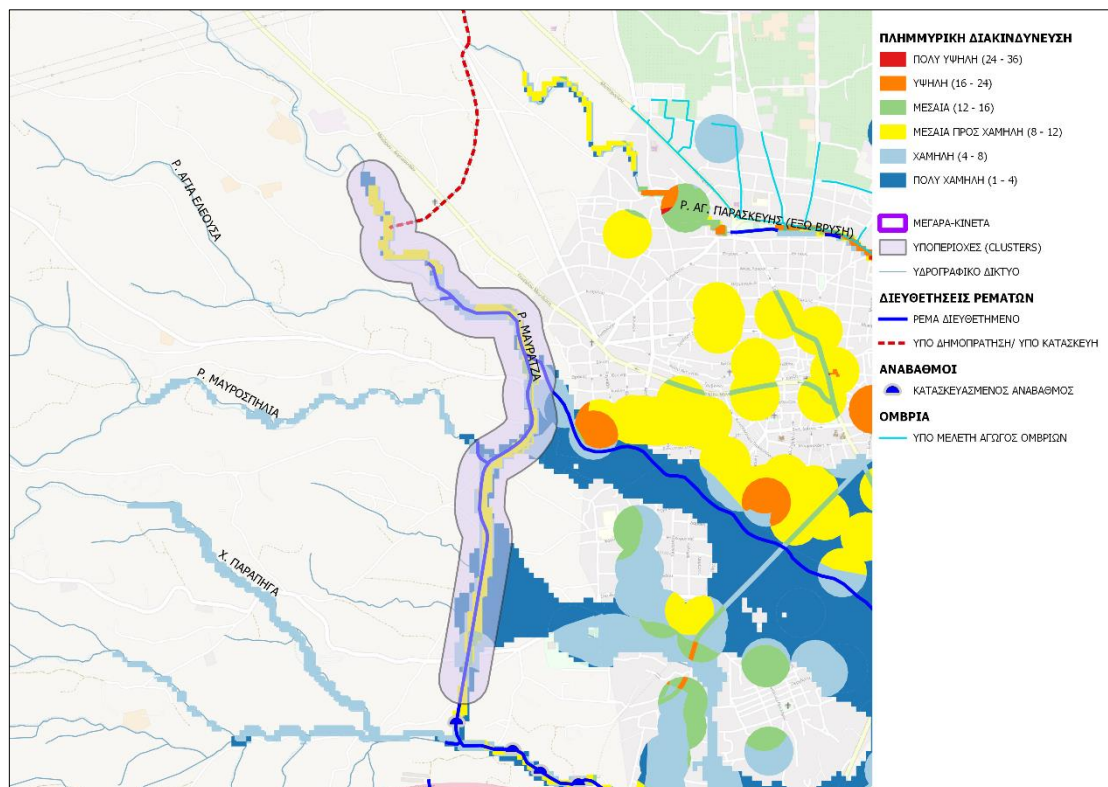 ΠΛΗΜΜΥΡΙΚΗ ΔΙΑΚΙΝΔΥΝΕΥΣΗ
ΠΟΛΥ ΥΨΗΛΗ (24 - 36)
ΥΨΗΛΗ (16 - 24)
ΜΕΣΑΙΑ (12 - 16)
ΜΕΣΑΙΑ ΠΡΟΣ ΧΑΜΗΛΗ (8 - 12)
ΧΑΜΗΛΗ (4 - 8)
ΠΟΛΥ ΧΑΜΗΛΗ (1 - 4)
ΜΕΓΑΡΑ-ΚΙΝΕΤΑ
ΥΠΟΠΕΡΙΟΧΕΣ (CLUSTERS)
ΥΔΡΟΓΡΑΦΙΚΟ ΔΙΚΤΥΟ
ΔΙΕΥΘΕΤΗΣΕΙΣ ΡΕΜΑΤΩΝ
ΡΕΜΑ ΔΙΕΥΘΕΤΗΜΕΝΟ
ΥΠΟ ΔΗΜΟΠΡΑΤΗΣΗ/ ΥΠΟ ΚΑΤΑΣΚΕΥΗ
ΑΝΑΒΑΘΜΟΙ
ΚΑΤΑΣΚΕΥΑΣΜΕΝΟΣ ΑΝΑΒΑΘΜΟΣ
ΟΜΒΡΙΑ
ΥΠΟ ΜΕΛΕΤΗ ΑΓΩΓΟΣ ΟΜΒΡΙΩΝ
Ρ. ΑΓΙΑ ΕΛΕΟΥΣΑ
Ρ. ΑΓ. ΠΑΡΑΣΚΕΥΗΣ (ΕΞΩ ΒΡΥΣΗ)
Ρ. ΜΑΥΡΑΤΖΑ
Ρ. ΜΑΥΡΟΣΠΗΛΙΑ
Χ. ΠΑΡΑΠΗΓΑ